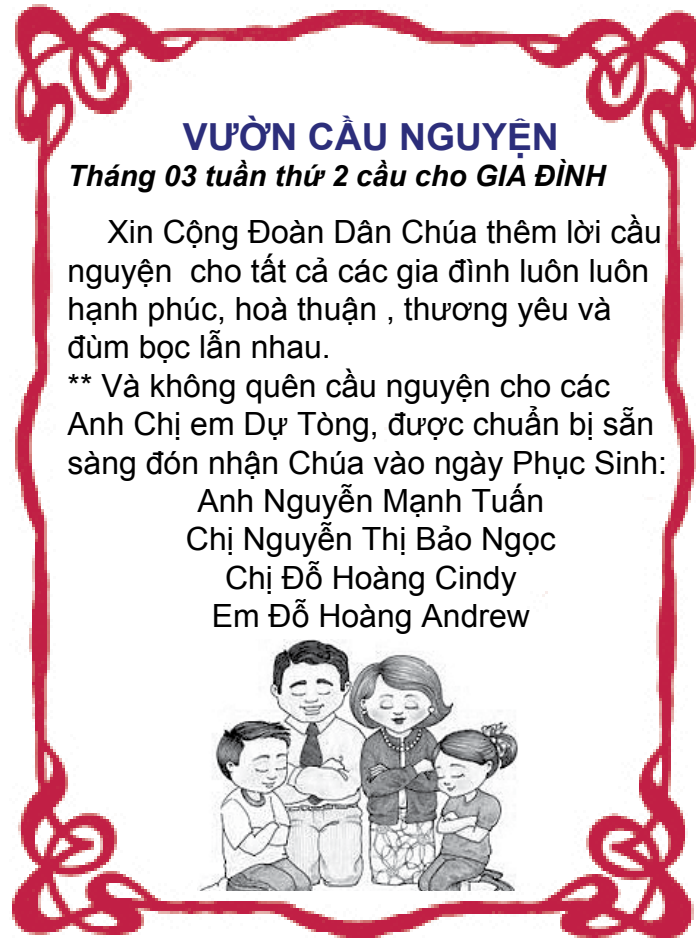 VƯỜN CẦU NGUYỆN
Tháng 03 tuần thứ 2 cầu cho GIA ĐÌNH
Xin Cộng Đoàn Dân Chúa thêm lời cầu
nguyện cho tất cả các gia đình luôn luôn
hạnh phúc, hoà thuận , thương yêu và
đùm bọc lẫn nhau.
** Và không quên cầu nguyện cho các
Anh Chị em Dự Tòng, được chuẩn bị sẵn
sàng đón nhận Chúa vào ngày Phục Sinh:
Anh Nguyễn Mạnh Tuấn
Chị Nguyễn Thị Bảo Ngọc
Chị Đỗ Hoàng Cindy
Em Đỗ Hoàng Andrew